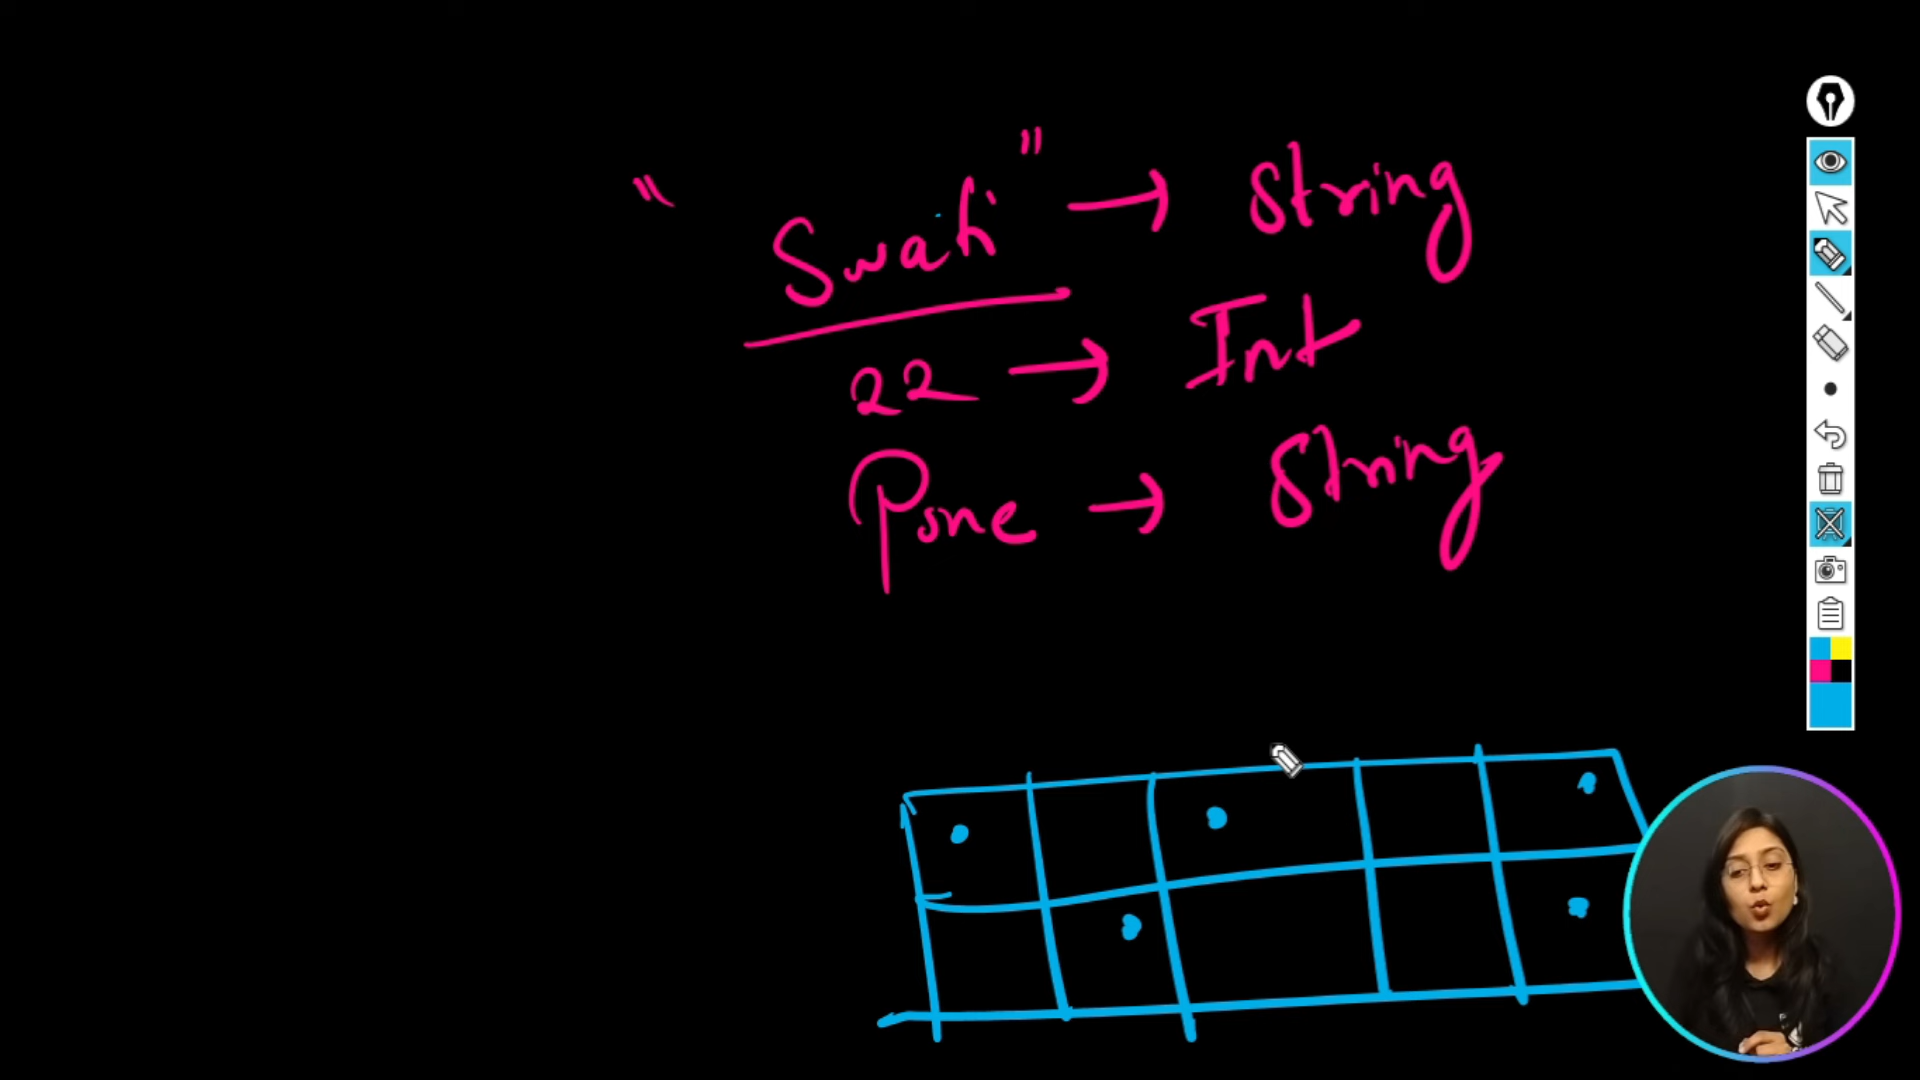 "Swati" → String
22 → Int
Pune → String